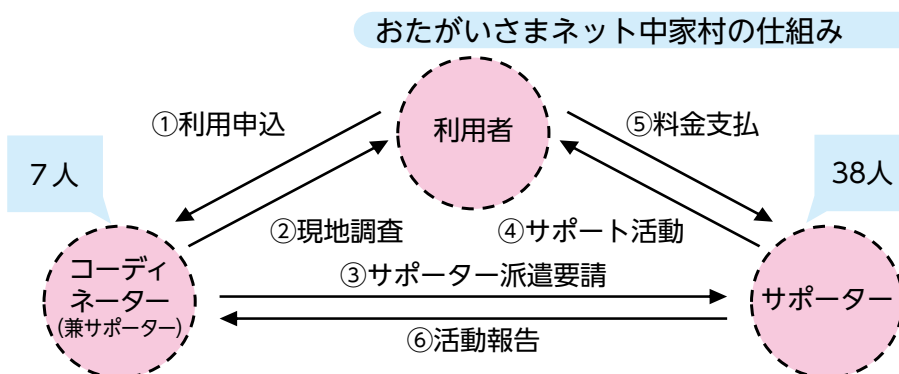 おたがいさまネット中家村の仕組み
①利用申込
利用者
⑤料金支払
７人
38人
②現地調査
④サポート活動
コーディ
ネーター
(兼サポーター)
③サポーター派遣要請
サポーター
⑥活動報告